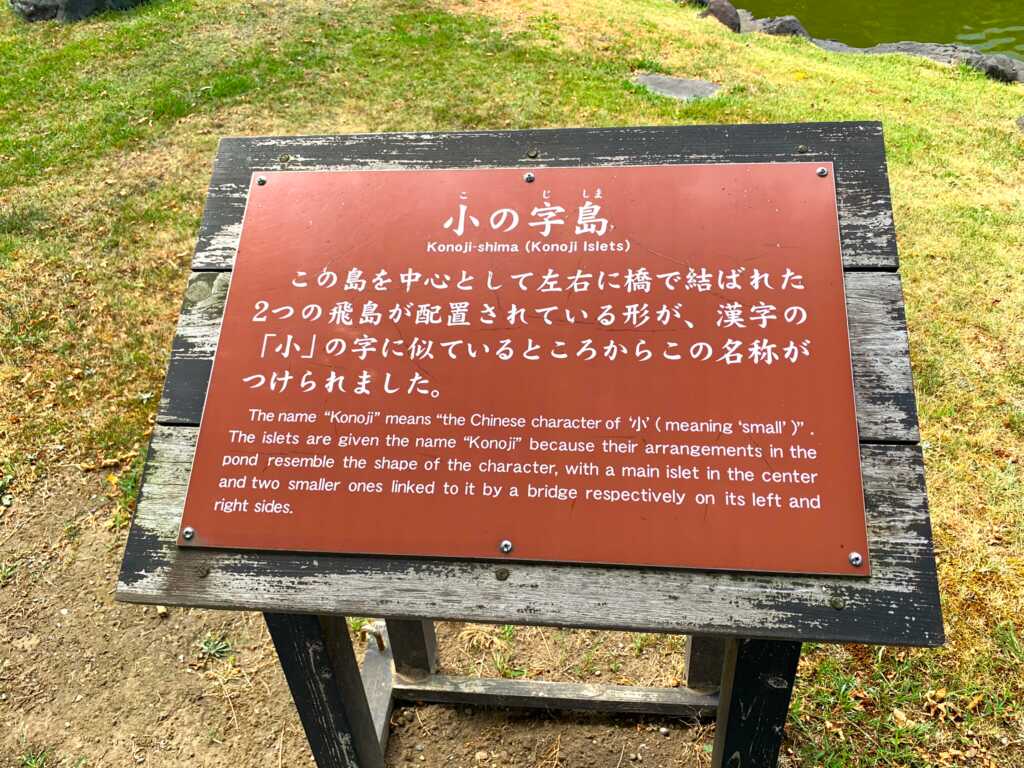 こ じ しま
小の字島
Konoji-shima (Konoji Islets)
この島を中心として左右に橋で結ばれた
2つの飛島が配置されている形が、漢字の
「小」の字に似ているところからこの名称が
つけられました。
The name “Konoji” means “the Chinese character of ‘小’ ( meaning ‘small’ )” .
The islets are given the name “Konoji” because their arrangements in the
pond resemble the shape of the character, with a main islet in the center
and two smaller ones linked to it by a bridge respectively on its left and
right sides.